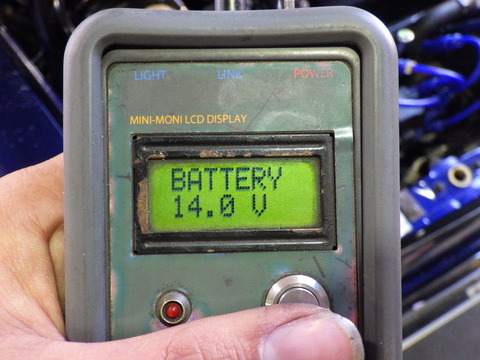 LIGHT LINK POWER
MINI-MONI LCD DISPLAY
BATTERY
14.0 V